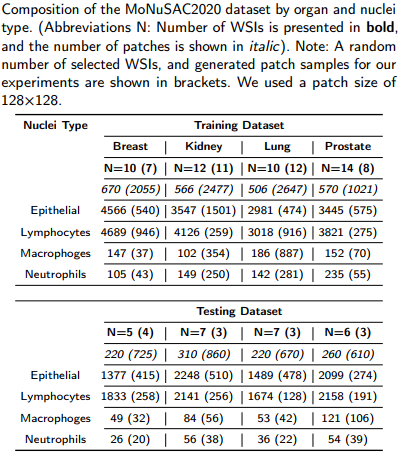 Composition of the MoNuSAC2020 dataset by organ and nuclei
type. (Abbreviations N: Number of WSIs is presented in bold,
and the number of patches is shown in italic). Note: A random
number of selected WSIs, and generated patch samples for our
experiments are shown in brackets. We used a patch size of
128×128.
Nuclei Type | Training Dataset
Breast | Kidney | Lung | Prostate
N=10 (7) | N=12 (11) | N=10 (12) | N=14 (8)
670 (2055) | 566 (2477) | 506 (2647) | 570 (1021)
Epithelial 4566 (540) | 3547 (1501) | 2981 (474) | 3445 (575)
Lymphocytes 4689 (946) | 4126 (259) | 3018 (916) | 3821 (275)
Macrophages 147 (37) | 102 (354) | 186 (887) | 152 (70)
Neutrophils 105 (43) | 149 (250) | 142 (281) | 235 (55)
Testing Dataset
N=5 (4) | N=7 (3) | N=7 (3) | N=6 (3)
220 (725) | 310 (860) | 220 (670) | 260 (610)
Epithelial 1377 (415) | 2248 (510) | 1489 (478) | 2099 (274)
Lymphocytes 1833 (258) | 2141 (256) | 1674 (128) | 2158 (191)
Macrophages 49 (32) | 84 (56) | 53 (42) | 121 (106)
Neutrophils 26 (20) | 56 (38) | 36 (22) | 54 (39)